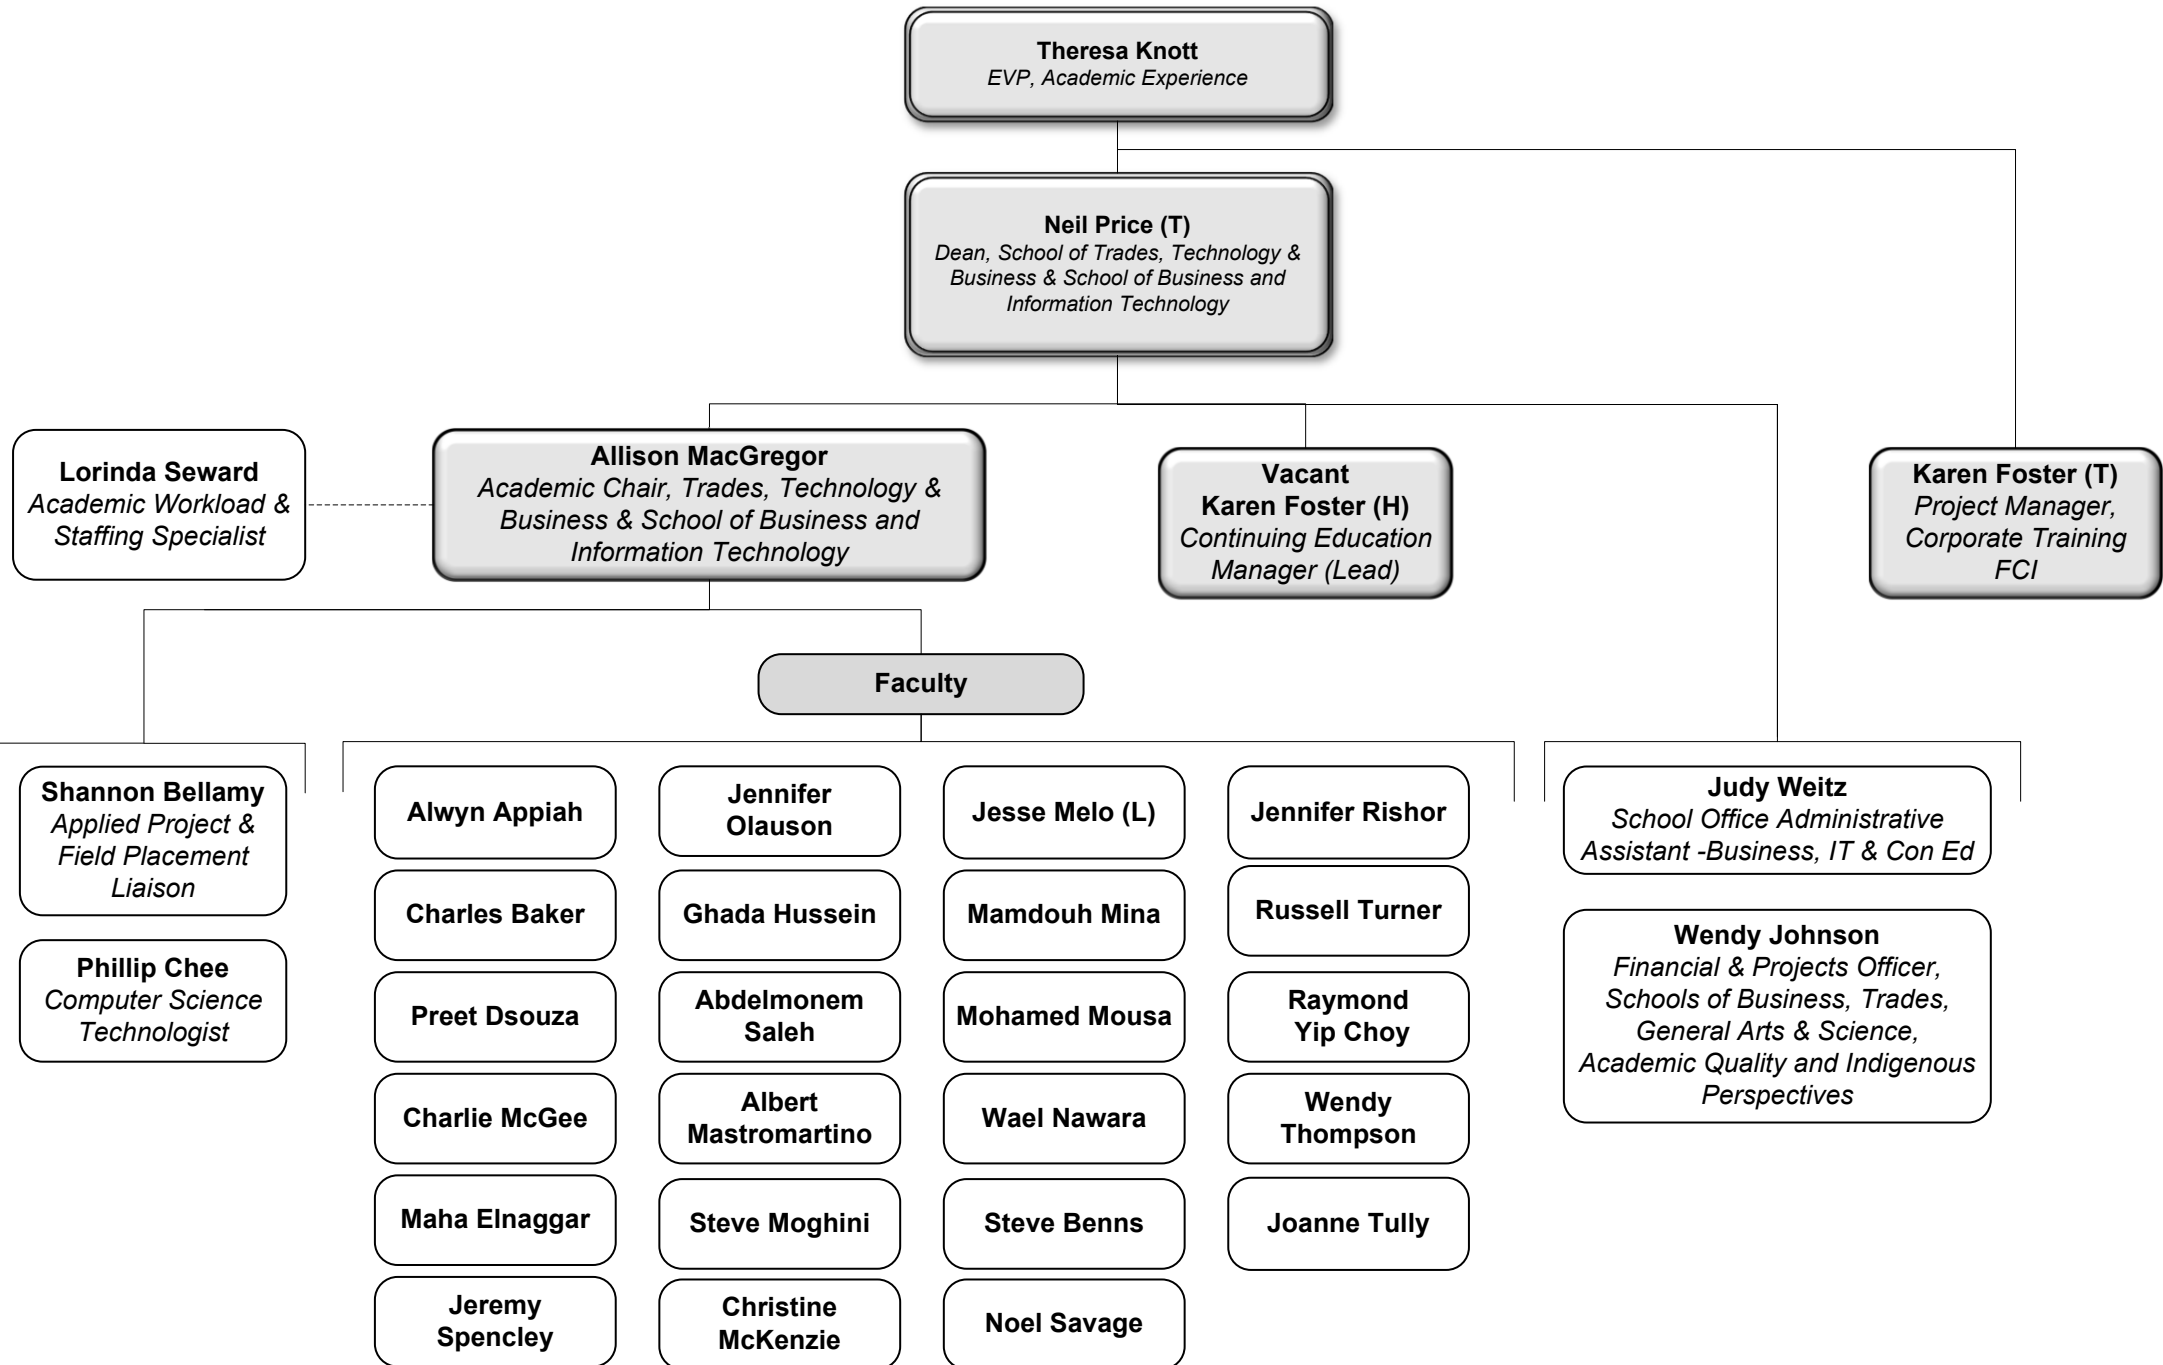 Theresa Knott
EVP, Academic Experience
Neil Price (T)
Dean, School of Trades, Technology &
Business & School of Business and
Information Technology
Lorinda Seward
Academic Workload &
Staffing Specialist
Allison MacGregor
Academic Chair, Trades, Technology &
Business & School of Business and
Information Technology
Vacant
Karen Foster (H)
Continuing Education
Manager (Lead)
Karen Foster (T)
Project Manager,
Corporate Training
FCI
Faculty
Shannon Bellamy
Applied Project &
Field Placement
Liaison
Phillip Chee
Computer Science
Technologist
Alwyn Appiah
Charles Baker
Preet Dsouza
Charlie McGee
Maha Elnaggar
Jeremy
Spencley
Jennifer
Olauson
Ghada Hussein
Abdelmonem
Saleh
Albert
Mastromartino
Steve Moghini
Christine
McKenzie
Jesse Melo (L)
Mamdouh Mina
Mohamed Mousa
Wael Nawara
Steve Benns
Noel Savage
Jennifer Rishor
Russell Turner
Raymond
Yip Choy
Wendy
Thompson
Joanne Tully
Judy Weitz
School Office Administrative
Assistant -Business, IT & Con Ed
Wendy Johnson
Financial & Projects Officer,
Schools of Business, Trades,
General Arts & Science,
Academic Quality and Indigenous
Perspectives